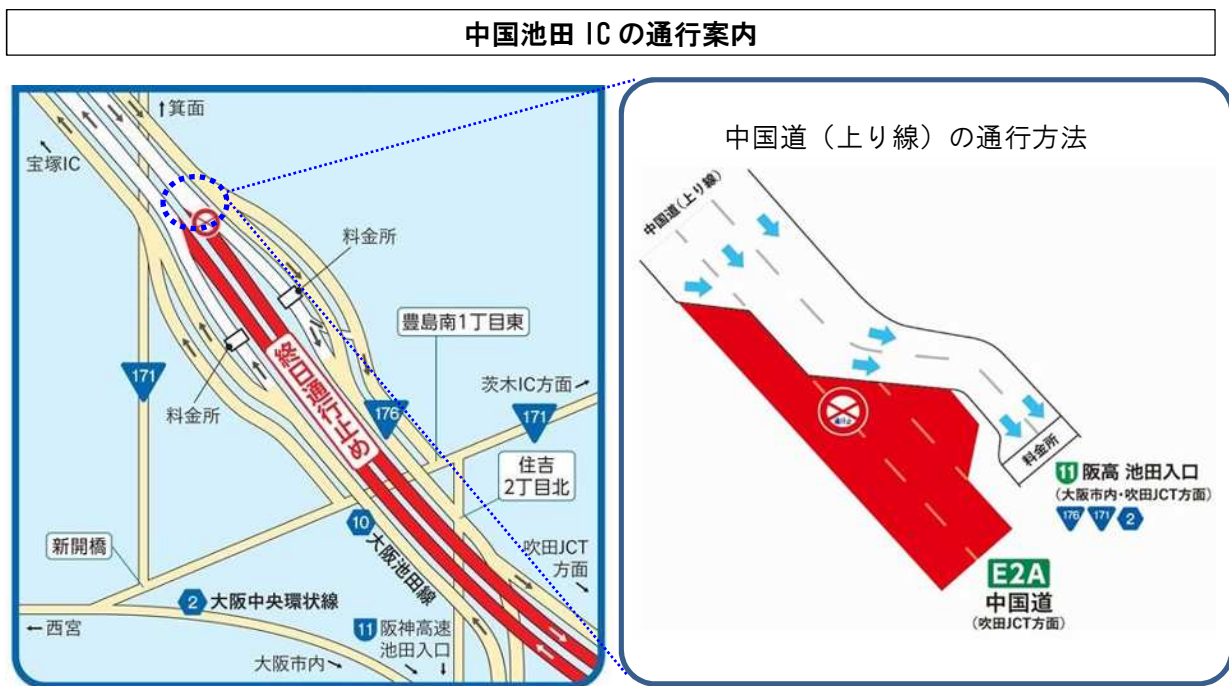 中国池田 IC の通行案内
↑箕面
宝塚IC
料金所
豊島南1丁目東
171
茨木IC方面
終日通行止め
176
171
料金所
住吉
2丁目北
10
大阪池田線
新開橋
吹田JCT
方面
2 大阪中央環状線
←西宮
11 阪神高速
池田入口
大阪市内
中国道（上り線）の通行方法
中国道(上り線)
料金所
11 阪高 池田入口
(大阪市内・吹田JCT方面)
176 171 2
E2A
中国道
(吹田JCT方面)